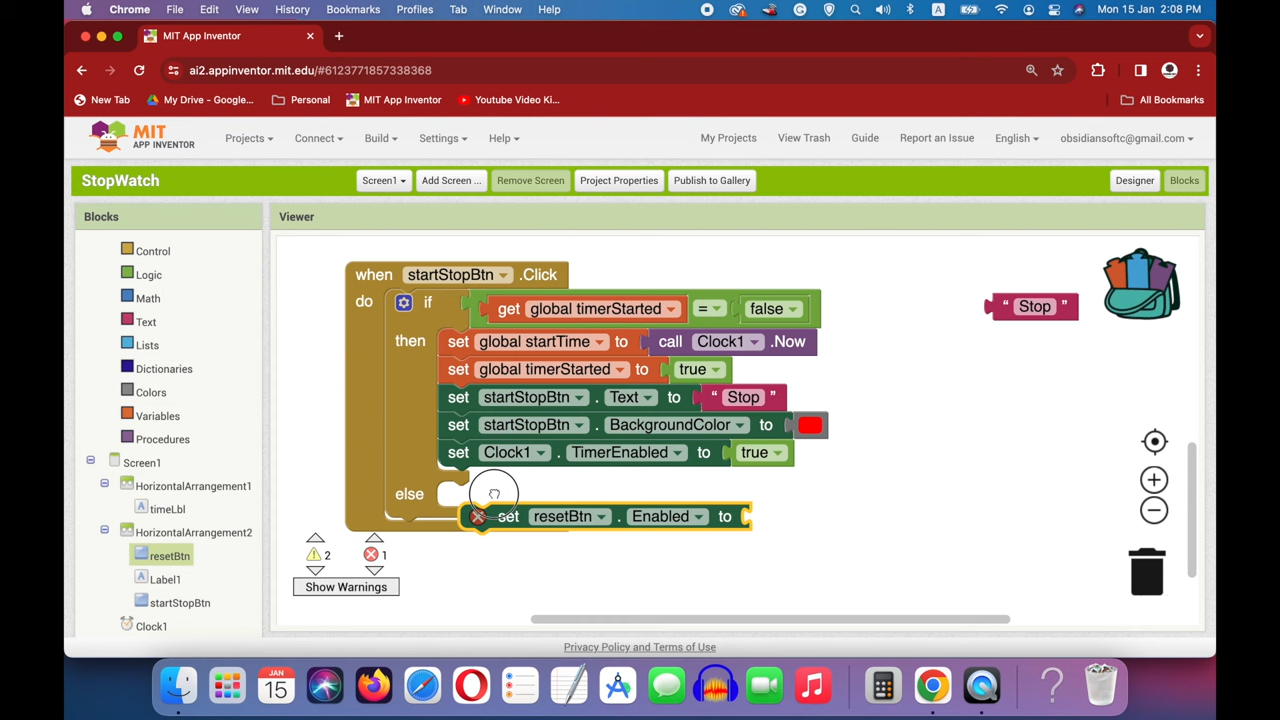 Chrome File Edit View History Bookmarks Profiles Tab Window Help A Mon 15 Jan 2:08 PM
MIT App Inventor
ai2.appinventor.mit.edu/#6123771857338368
New Tab My Drive - Google... Personal MIT App Inventor Youtube Video Ki... All Bookmarks
MIT
APP INVENTOR
Projects Connect Build Settings Help My Projects View Trash Guide Report an Issue English obsidiansoftc@gmail.com
StopWatch Screen1 Add Screen ... Remove Screen Project Properties Publish to Gallery Designer Blocks
Blocks Viewer
Control
Logic
Math
Text
Lists
Dictionaries
Colors
Variables
Procedures
Screen1
HorizontalArrangement1
timeLbl
HorizontalArrangement2
resetBtn
Label1
startStopBtn
Clock1
when startStopBtn .Click
do if get global timerStarted = false
then set global startTime to call Clock1 .Now
set global timerStarted to true
set startStopBtn . Text to " Stop "
set startStopBtn . BackgroundColor to
set Clock1 . TimerEnabled to true
else
set resetBtn . Enabled to
" Stop "
2 1
Show Warnings
Privacy Policy and Terms of Use
JAN
15